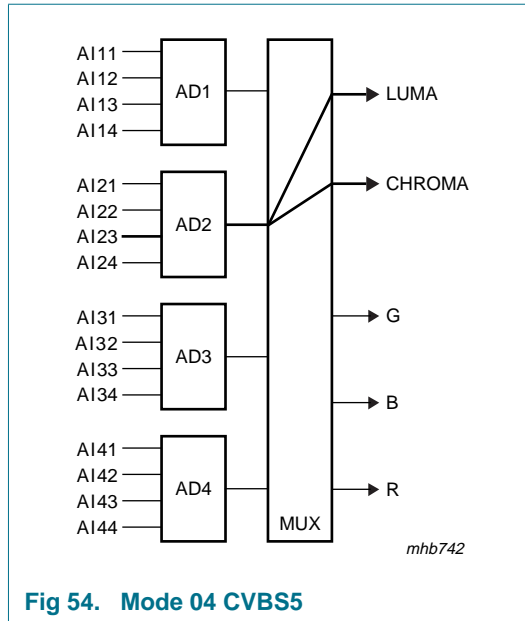 AI11
AI12
AI13
AI14
AD1
LUMA
CHROMA
AI21
AI22
AI23
AI24
AD2
AI31
AI32
AI33
AI34
AD3
G
B
AI41
AI42
AI43
AI44
AD4
R
MUX
mhb742
Fig 54. Mode 04 CVBS5